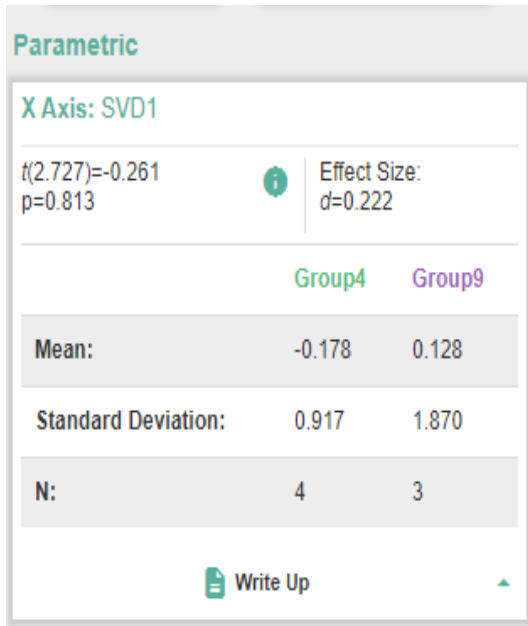 Parametric
X Axis: SVD1
t(2.727)=-0.261
p=0.813
Effect Size:
d=0.222
Group4 Group9
Mean: -0.178 0.128
Standard Deviation: 0.917 1.870
N: 4 3
Write Up